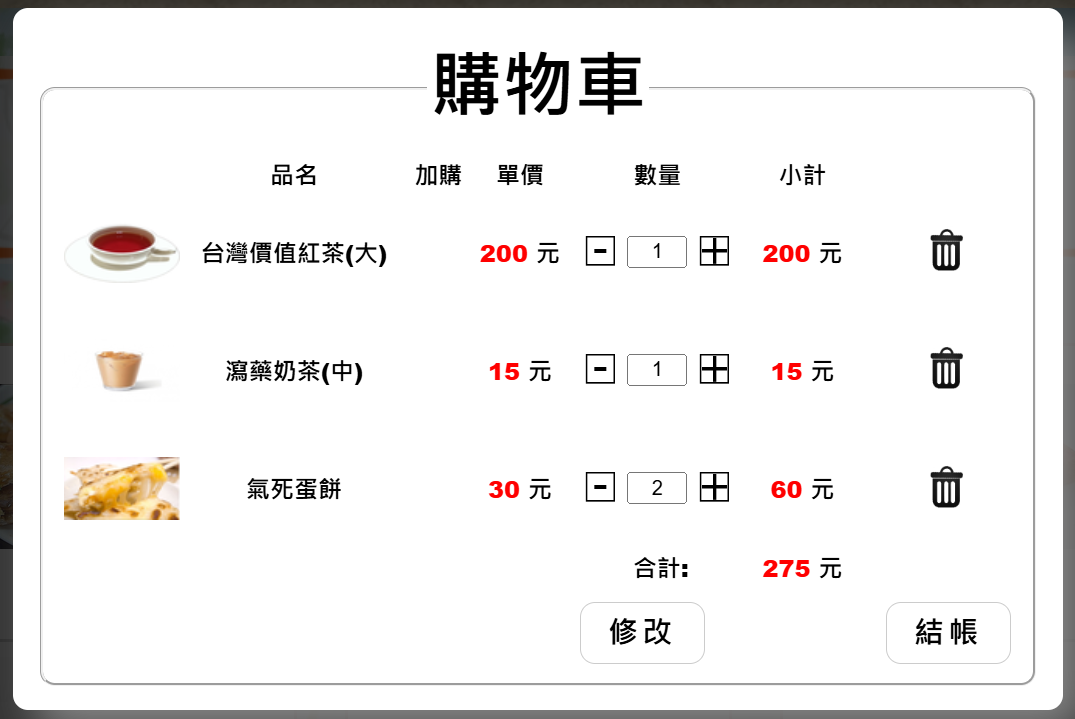 購物車
品名 加購 單價 數量 小計
台灣價值紅茶(大) 200 元 - 1 + 200 元
瀉藥奶茶(中) 15 元 - 1 + 15 元
氣死蛋餅 30 元 - 2 + 60 元
合計: 275 元
修改 結帳